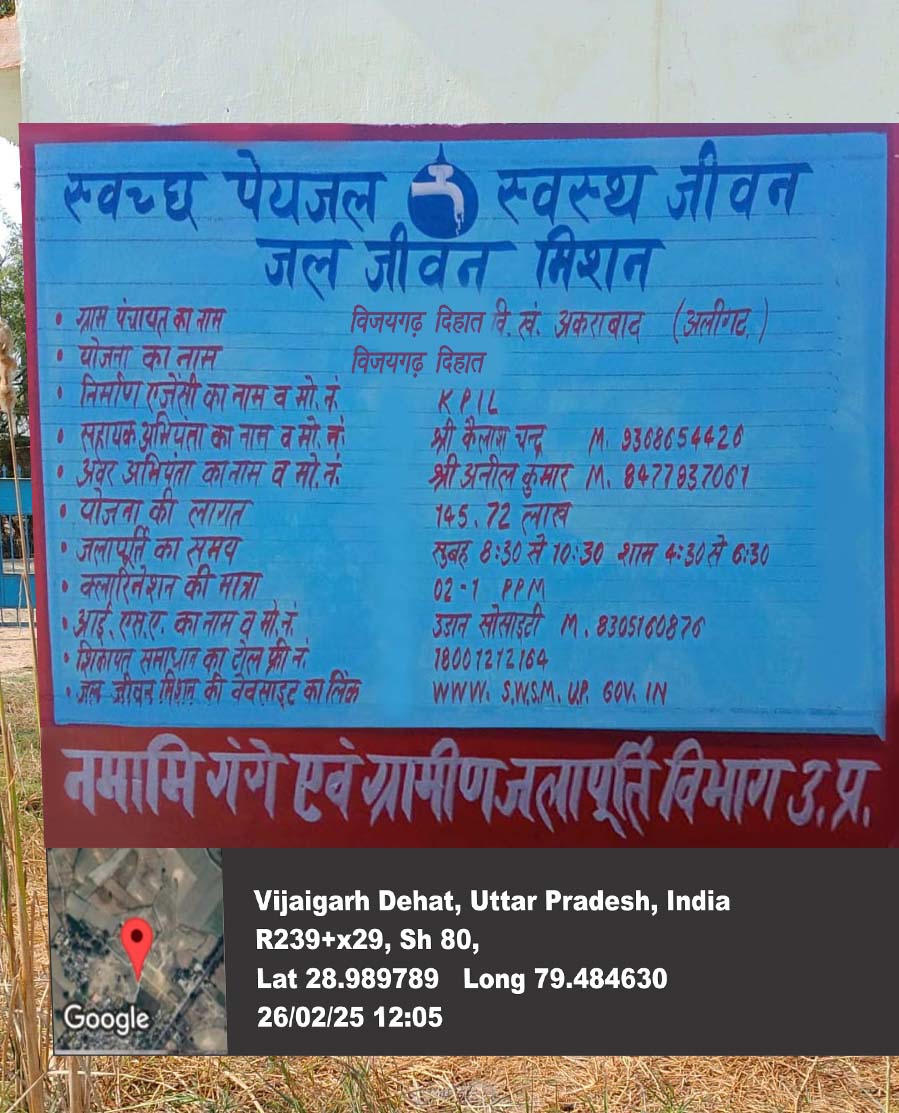 स्वच्छ पेयजल स्वस्थ जीवन
जल जीवन मिशन
• ग्राम पंचायत का नाम विजयगढ़ दिहात वि. खं. अकराबाद (अलीगढ़)
• योजना का नाम विजयगढ़ दिहात
• निर्माण एजेंसी का नाम व मो. नं. KPIL
• सहायक अभियंता का नाम व मो. नं. श्री कैलाश चन्द्र M. 9368654426
• अवर अभियंता का नाम व मो. नं. श्री अनील कुमार M. 8477937061
• योजना की लागत 145.72 लाख
• जलापूर्ति का समय सुबह 8:30 से 10:30 शाम 4:30 से 6:30
• क्लारिनेशन की मात्रा 02-1 PPM
• आई. एस.ए. का नाम व मो. नं. उडान सोसाइटी M. 8305160876
• शिकायत समाधान का टोल फ्री नं. 18001212164
• जल जीवन मिशन की वेबसाइट का लिंक WWW. S.W.S.M. U.P. GOV. IN
नमामि गंगे एवं ग्रामीण जलापूर्ति विभाग उ.प्र.
Vijaigarh Dehat, Uttar Pradesh, India
R239+x29, Sh 80,
Lat 28.989789 Long 79.484630
26/02/25 12:05
Google